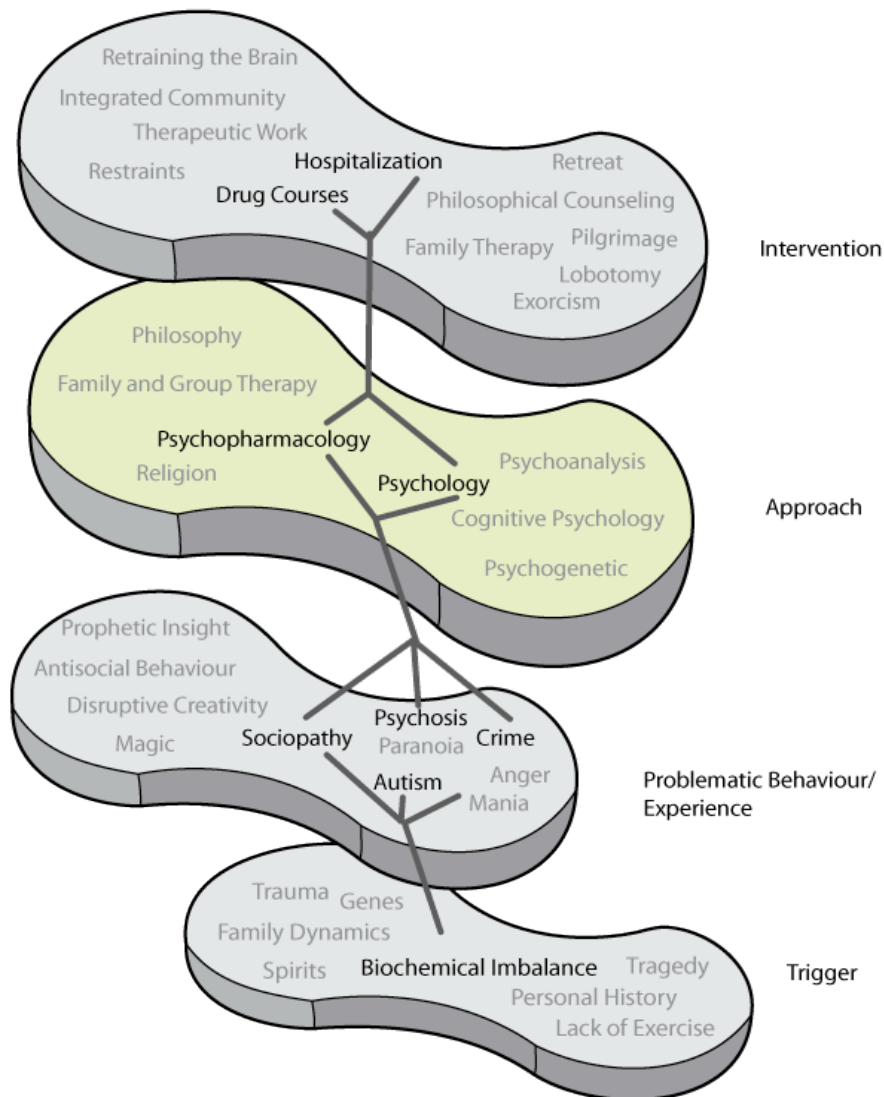 Retraining the Brain
Integrated Community
Therapeutic Work
Restraints
Hospitalization
Drug Courses
Retreat
Philosophical Counseling
Family Therapy
Pilgrimage
Lobotomy
Exorcism
Intervention
Philosophy
Family and Group Therapy
Psychopharmacology
Religion
Psychology
Psychoanalysis
Cognitive Psychology
Psychogenetic
Approach
Prophetic Insight
Antisocial Behaviour
Disruptive Creativity
Magic
Sociopathy
Psychosis
Paranoia
Crime
Autism
Anger
Mania
Problematic Behaviour/
Experience
Trauma
Genes
Family Dynamics
Spirits
Biochemical Imbalance
Tragedy
Personal History
Lack of Exercise
Trigger